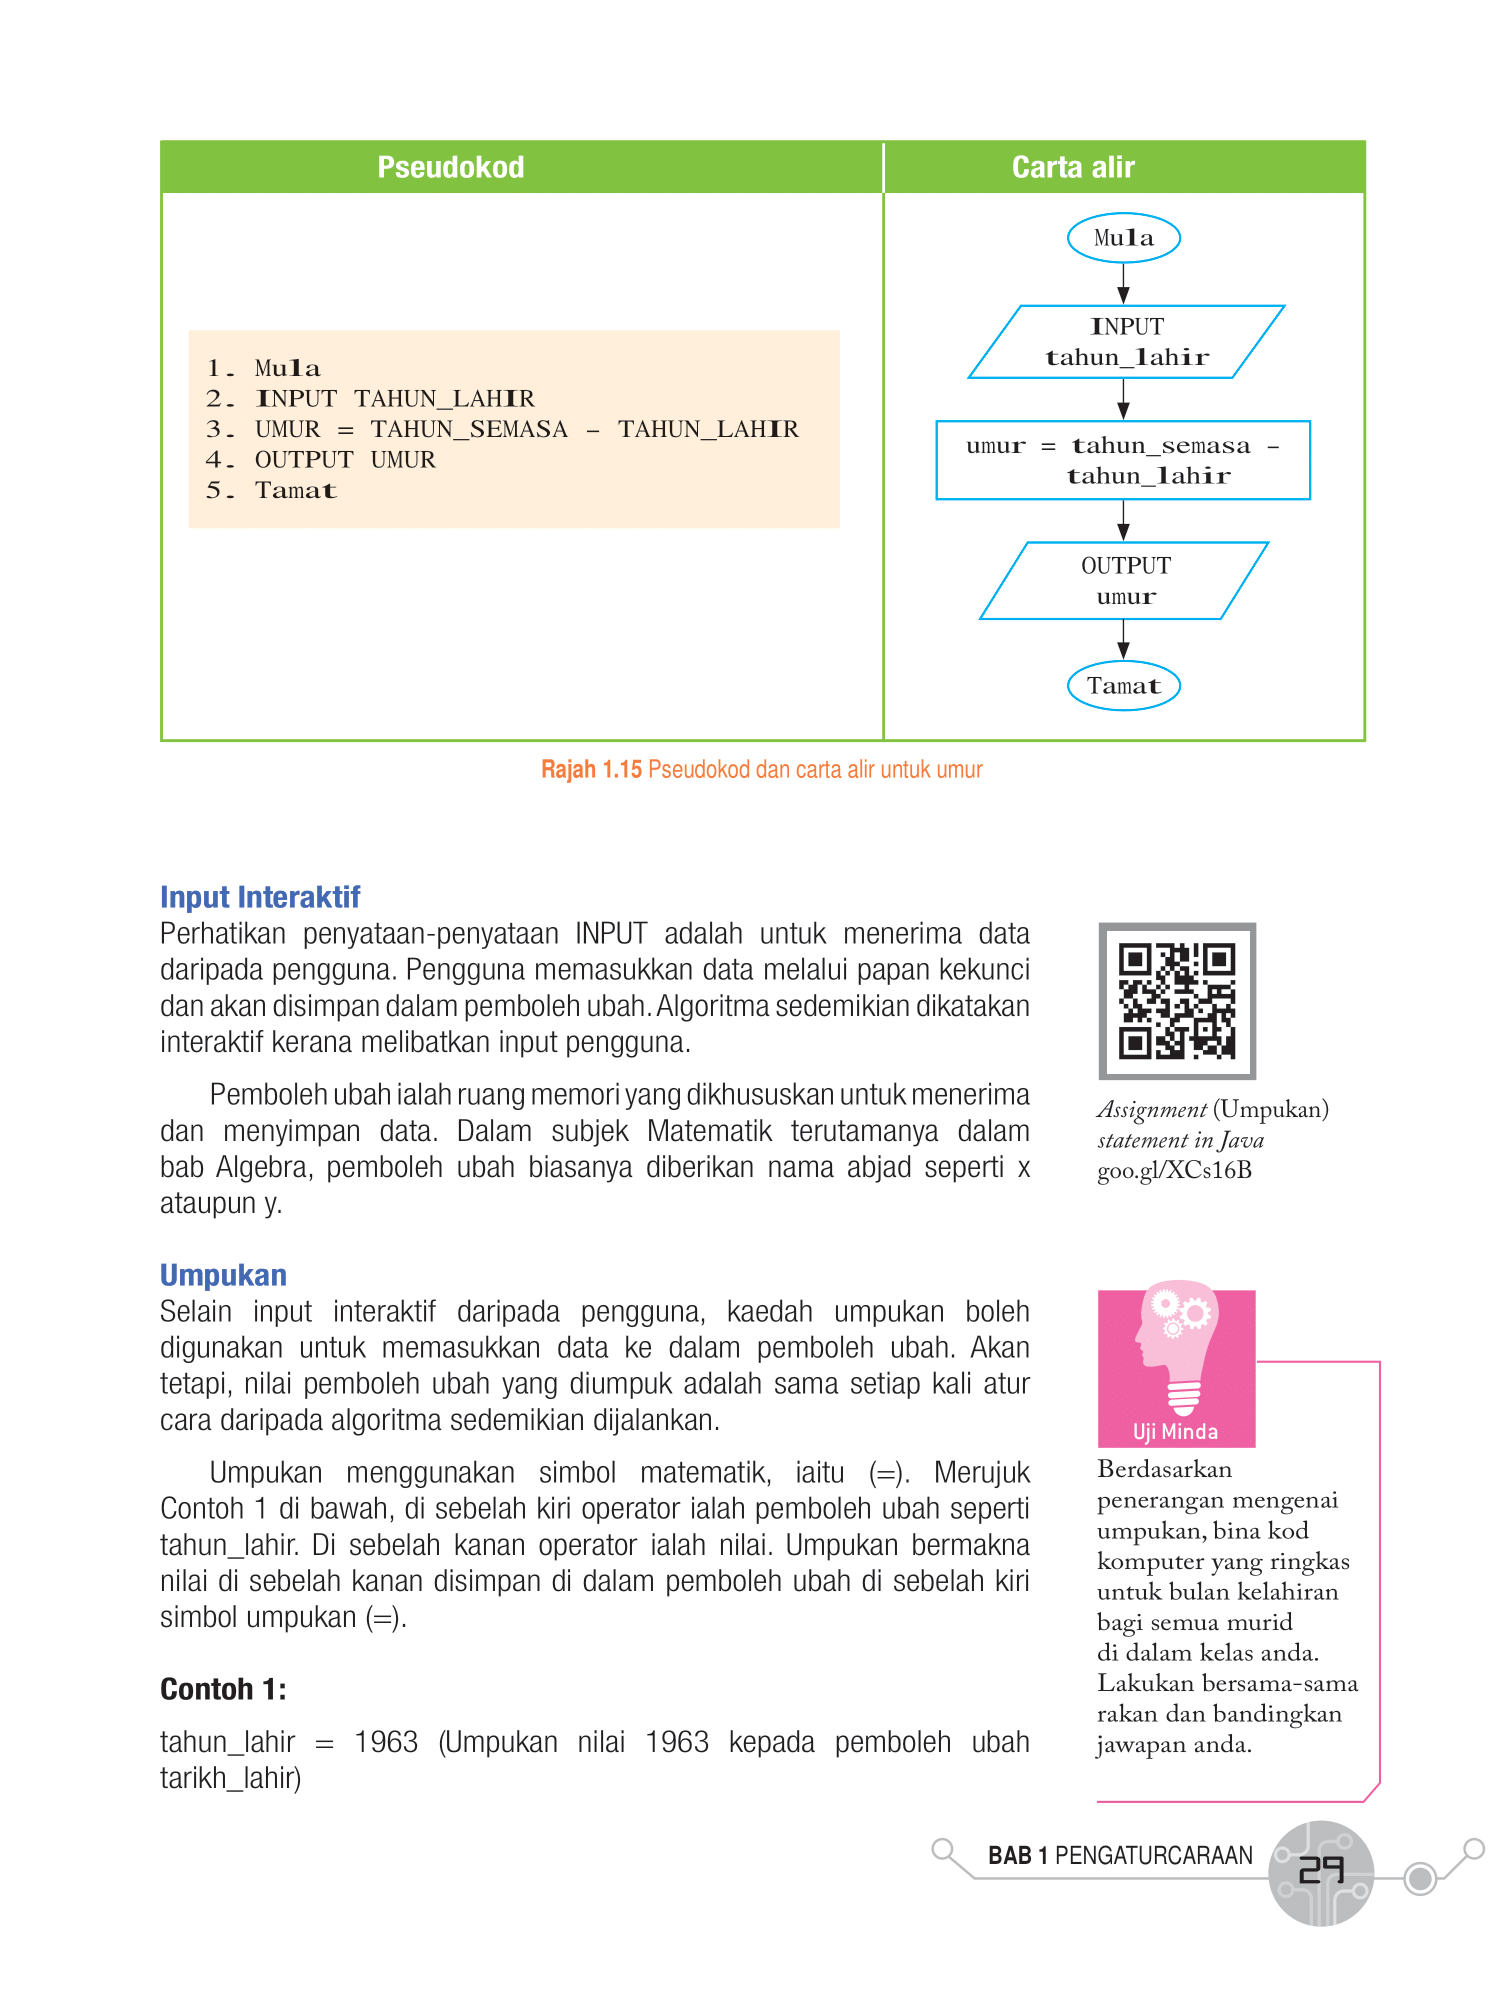 Pseudokod
Carta alir
1. Mula
2. INPUT TAHUN_LAHIR
3. UMUR = TAHUN_SEMASA – TAHUN_LAHIR
4. OUTPUT UMUR
5. Tamat
Mula
INPUT
tahun_lahir
umur = tahun_semasa –
tahun_lahir
OUTPUT
umur
Tamat
Rajah 1.15 Pseudokod dan carta alir untuk umur
Input Interaktif
Perhatikan penyataan-penyataan INPUT adalah untuk menerima data
daripada pengguna. Pengguna memasukkan data melalui papan kekunci
dan akan disimpan dalam pemboleh ubah. Algoritma sedemikian dikatakan
interaktif kerana melibatkan input pengguna.
Pemboleh ubah ialah ruang memori yang dikhususkan untuk menerima
dan menyimpan data. Dalam subjek Matematik terutamanya dalam
bab Algebra, pemboleh ubah biasanya diberikan nama abjad seperti x
ataupun y.
Umpukan
Selain input interaktif daripada pengguna, kaedah umpukan boleh
digunakan untuk memasukkan data ke dalam pemboleh ubah. Akan
tetapi, nilai pemboleh ubah yang diumpuk adalah sama setiap kali atur
cara daripada algoritma sedemikian dijalankan.
Umpukan menggunakan simbol matematik, iaitu (=). Merujuk
Contoh 1 di bawah, di sebelah kiri operator ialah pemboleh ubah seperti
tahun_lahir. Di sebelah kanan operator ialah nilai. Umpukan bermakna
nilai di sebelah kanan disimpan di dalam pemboleh ubah di sebelah kiri
simbol umpukan (=).
Contoh 1:
tahun_lahir = 1963 (Umpukan nilai 1963 kepada pemboleh ubah
tarikh_lahir)
Assignment (Umpukan)
statement in Java
goo.gl/XCs16B
Uji Minda
Berdasarkan
penerangan mengenai
umpukan, bina kod
komputer yang ringkas
untuk bulan kelahiran
bagi semua murid
di dalam kelas anda.
Lakukan bersama-sama
rakan dan bandingkan
jawapan anda.
BAB 1 PENGATURCARAAN
29